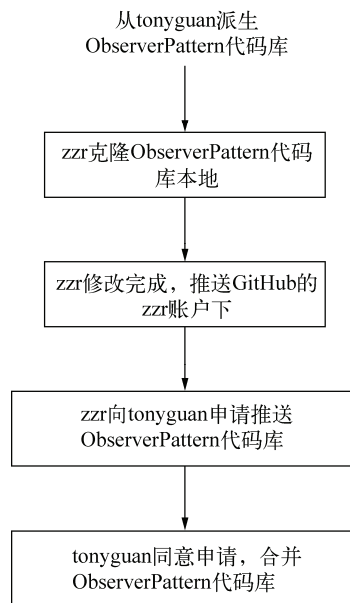 从tonyguan派生
ObserverPattern代码库
zzr克隆ObserverPattern代码
库本地
zzr修改完成，推送GitHub的
zzr账户下
zzr向tonyguan申请推送
ObserverPattern代码库
tonyguan同意申请，合并
ObserverPattern代码库